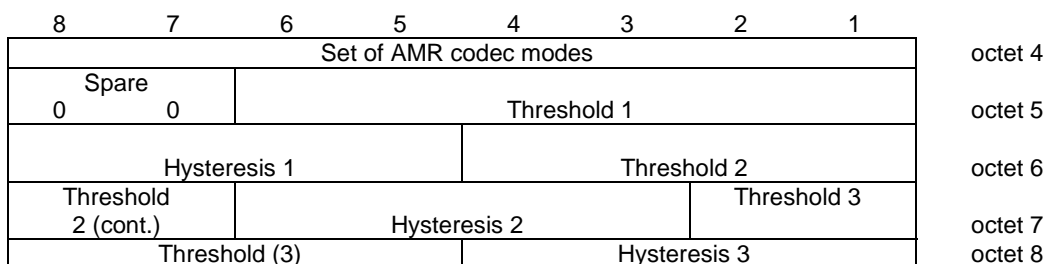 8 7 6 5 4 3 2 1
Set of AMR codec modes octet 4
Spare
0 0 Threshold 1 octet 5
Hysteresis 1 Threshold 2 octet 6
Threshold Threshold 3
2 (cont.) Hysteresis 2 octet 7
Threshold (3) Hysteresis 3 octet 8